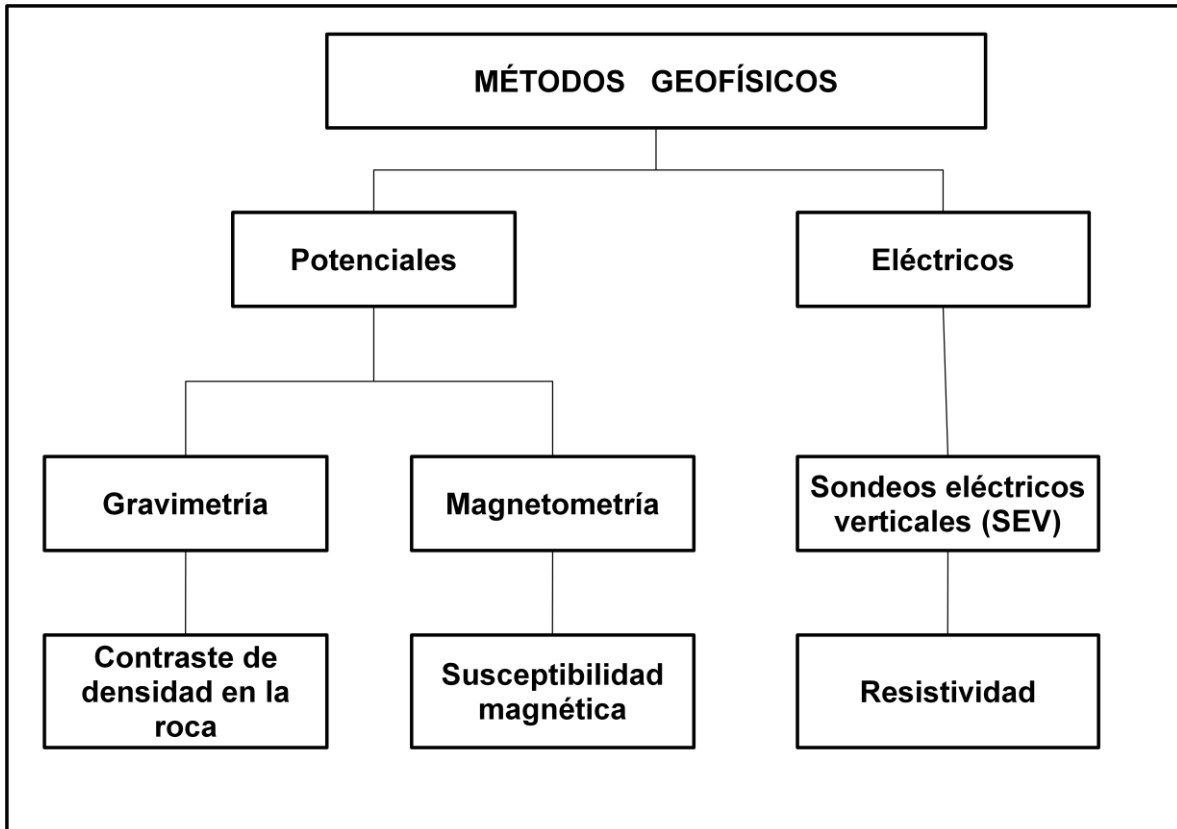 MÉTODOS GEOFÍSICOS
Potenciales
Eléctricos
Gravimetría
Magnetometría
Sondeos eléctricos
verticales (SEV)
Contraste de
densidad en la
roca
Susceptibilidad
magnética
Resistividad